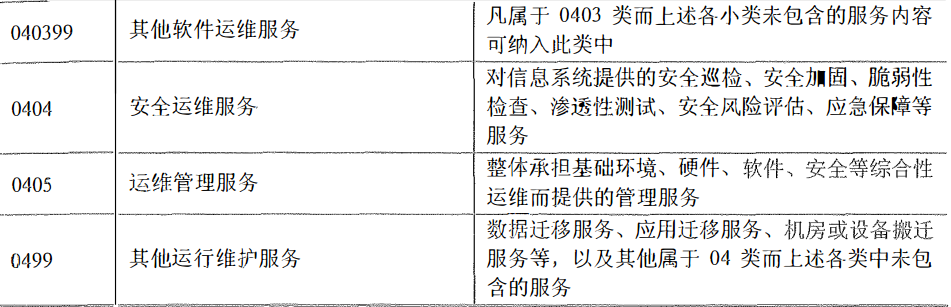 040399 其他软件运维服务 凡属于 0403 类而上述各小类未包含的服务内容
可纳入此类中
0404 安全运维服务 对信息系统提供的安全巡检、安全加固、脆弱性
检查、渗透性测试、安全风险评估、应急保障等
服务
0405 运维管理服务 整体承担基础环境、硬件、软件、安全等综合性
运维而提供的管理服务
0499 其他运行维护服务 数据迁移服务、应用迁移服务、机房或设备搬迁
服务等，以及其他属于 04 类而上述各类中未包
含的服务